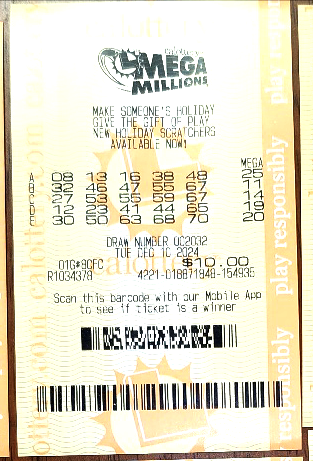 calottery
MEGA
MILLIONS
MAKE SOMEONE'S HOLIDAY
GIVE THE GIFT OF PLAY
NEW HOLIDAY SCRATCHERS
AVAILABLE NOW!
MEGA
A 08 13 16 38 48 25
B 32 46 47 55 67 11
C 27 53 55 59 67 14
D 12 23 41 44 65 19
E 30 50 63 68 70 20
DRAW NUMBER 002032
TUE DEC 10 2024
$10.00
R1034378 4221-018871948-154935
Scan this barcode with our Mobile App
to see if ticket is a winner
play responsibly